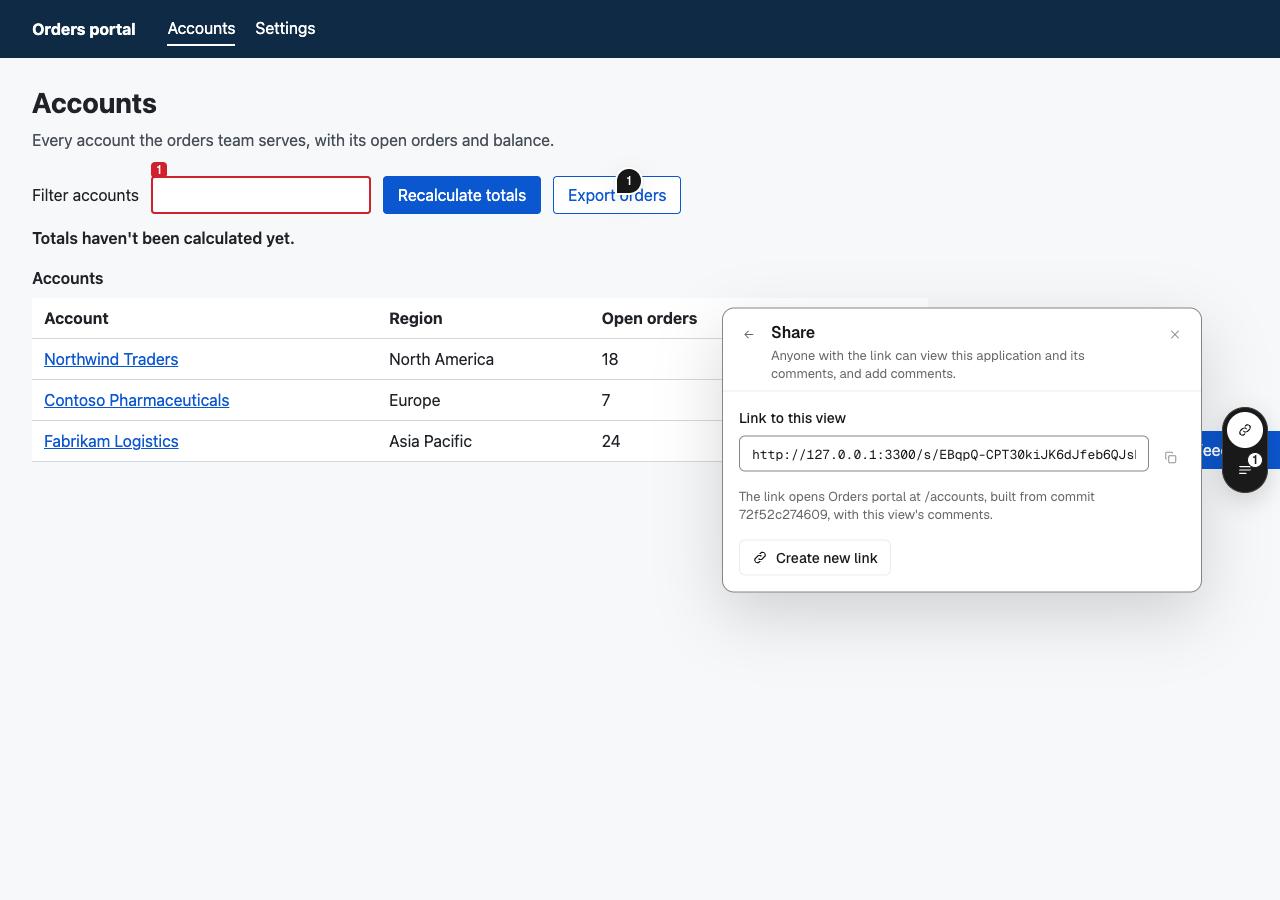 Orders portal
Accounts
Settings
Accounts
Every account the orders team serves, with its open orders and balance.
1
1
Filter accounts
Recalculate totals
Export orders
Totals haven't been calculated yet.
Accounts
Account Region Open orders
Northwind Traders North America 18
Contoso Pharmaceuticals Europe 7
Fabrikam Logistics Asia Pacific 24
Share
Anyone with the link can view this application and its
comments, and add comments.
Link to this view
http://127.0.0.1:3300/s/EBqpQ-CPT30kiJK6dJfeb6QJs
The link opens Orders portal at /accounts, built from commit
72f52c274609, with this view's comments.
Create new link
1